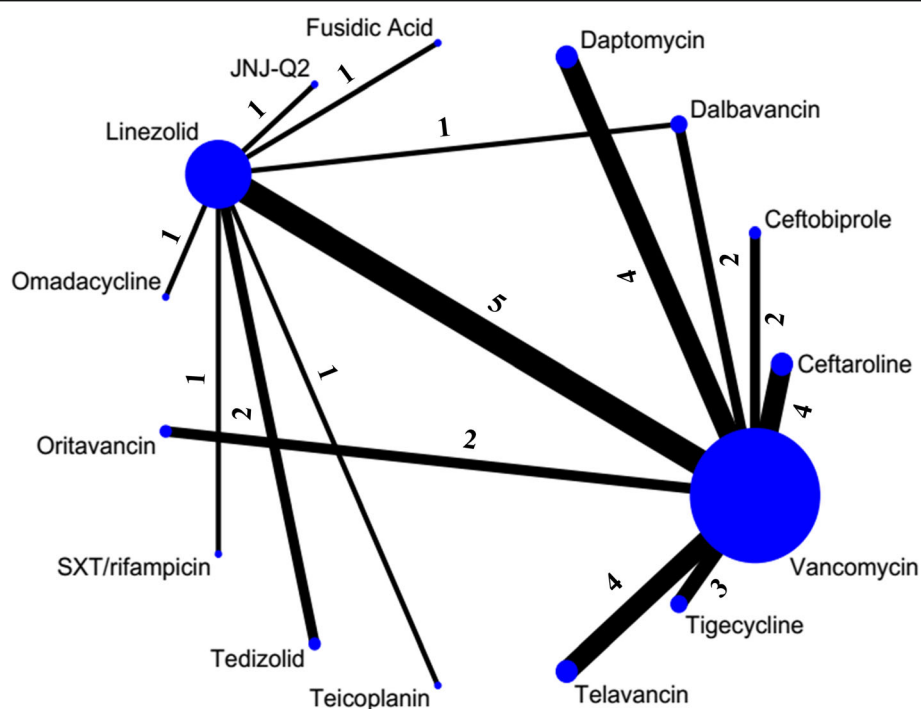 Fusidic Acid
Daptomycin
JNJ-Q2
1
1
Dalbavancin
Linezolid
1
Ceftobiprole
1
2
4
Omadacycline
5
2
Ceftaroline
1
1
4
2
Oritavancin
2
SXT/rifampicin
4
3
Vancomycin
Tigecycline
Tedizolid
Teicoplanin
Telavancin